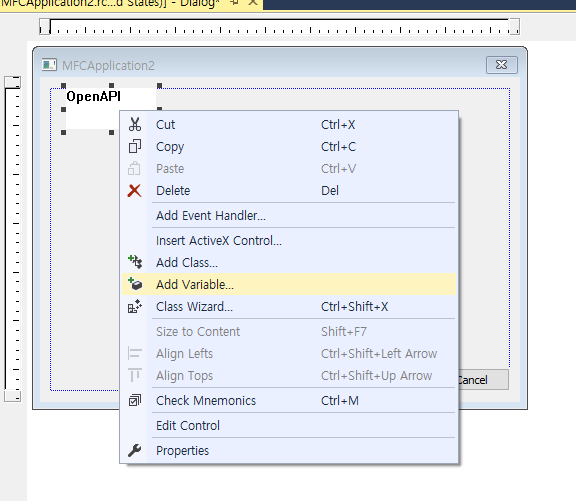 MFCApplication2.rc...d States)] - Dialog*
MFCApplication2
OpenAPI
Cut Ctrl+X
Copy Ctrl+C
Paste Ctrl+V
Delete Del
Add Event Handler...
Insert ActiveX Control...
Add Class...
Add Variable...
Class Wizard... Ctrl+Shift+X
Size to Content Shift+F7
Align Lefts Ctrl+Shift+Left Arrow
Align Tops Ctrl+Shift+Up Arrow
Cancel
Check Mnemonics Ctrl+M
Edit Control
Properties